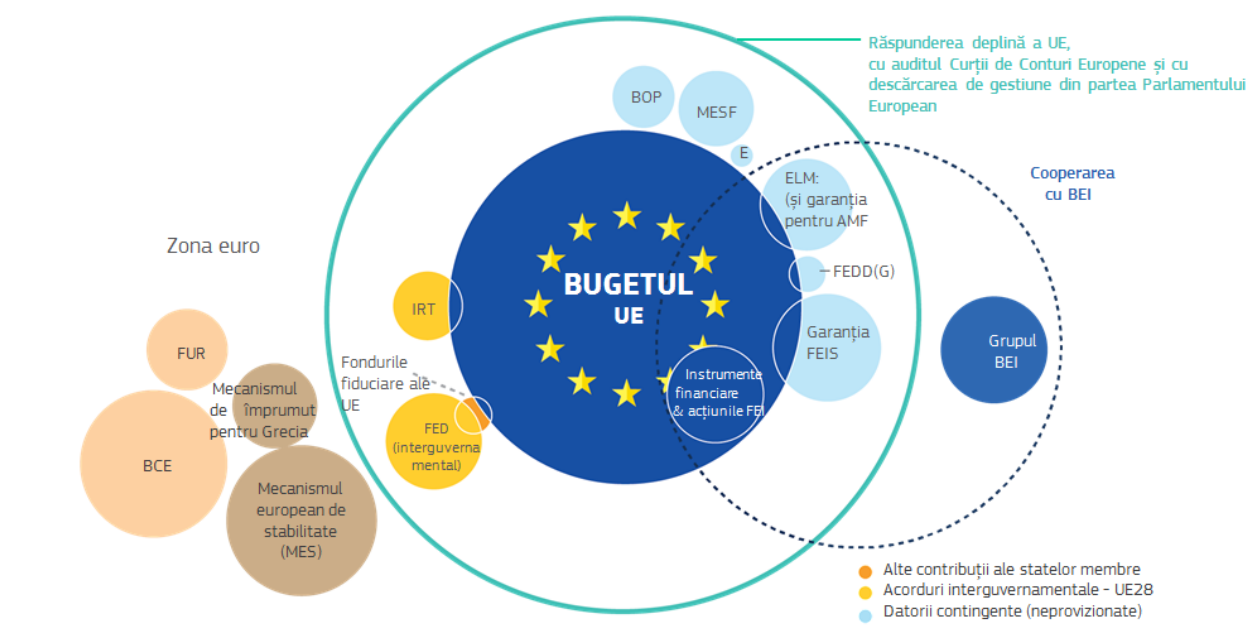 Răspunderea deplină a UE,
cu auditul Curții de Conturi Europene și cu
descărcarea de gestiune din partea Parlamentului
European
BOP
MESF
E
Cooperarea
cu BEI
ELM:
(și garanția
pentru AMF
Zona euro
FEDD(G)
BUGETUL
UE
IRT
Garanția
FEIS
Grupul
BEI
FUR
Fondurile
fiduciare ale
UE
Instrumente
financiare
& acțiunile FEI
Mecanismul
de împrumut
pentru Grecia
FED
(interguverna
mental)
BCE
Mecanismul
european de
stabilitate
(MES)
Alte contribuții ale statelor membre
Acorduri interguvernamentale - UE28
Datorii contingente (neprovizionate)